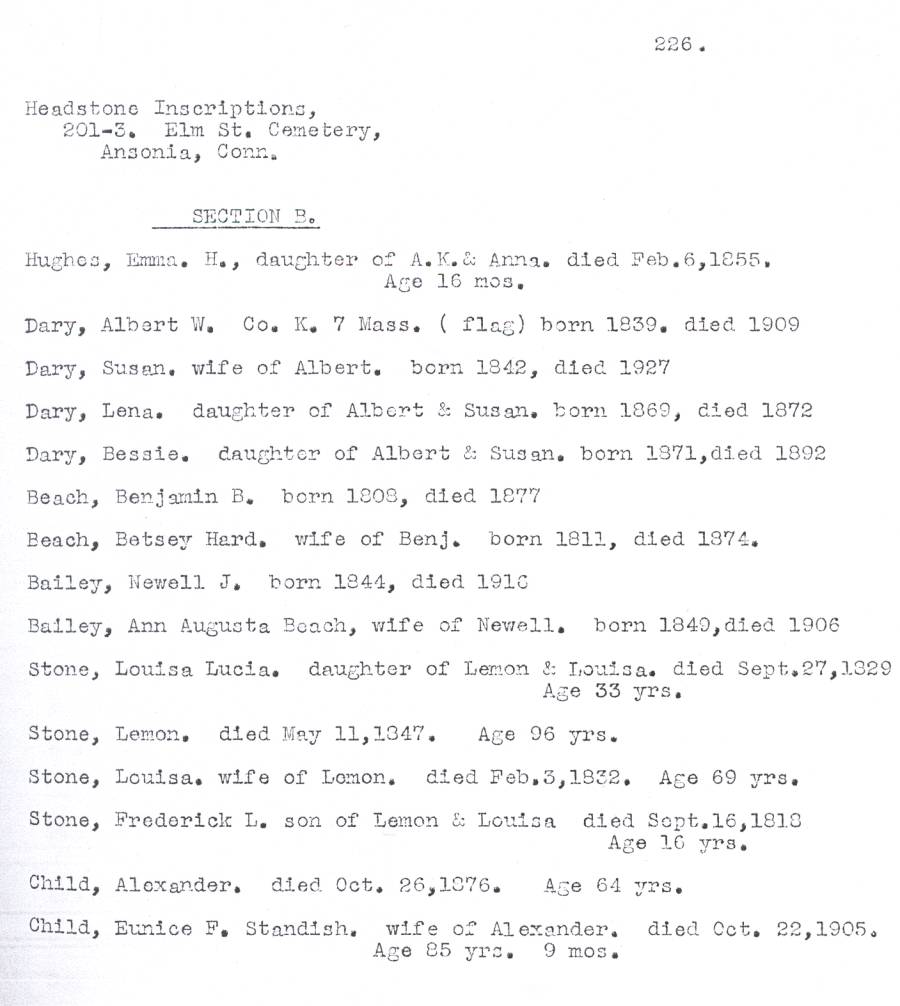 226.
Headstone Inscriptions,
201-3. Elm St. Cemetery,
Ansonia, Conn.
SECTION B.
Hughes, Emma. H., daughter of A.K.& Anna. died Feb.6,1855.
Age 16 mos.
Dary, Albert W. Co. K. 7 Mass. ( flag) born 1839. died 1909
Dary, Susan. wife of Albert. born 1842, died 1927
Dary, Lena. daughter of Albert & Susan. born 1869, died 1872
Dary, Bessie. daughter of Albert & Susan. born 1871,died 1892
Beach, Benjamin B. born 1808, died 1877
Beach, Betsey Hard. wife of Benj. born 1811, died 1874.
Bailey, Newell J. born 1844, died
Bailey, Ann Augusta Beach, wife of Newell. born 1849,died 1906
Stone, Louisa Lucia. daughter of Lemon & Louisa. died Sept.27,1829
Age 33 yrs.
Stone, Lemon. died May 11,1847. Age 96 yrs.
Stone, Louisa. wife of Lemon. died Feb.3,1832. Age 69 yrs.
Stone, Frederick L. son of Lemon & Louisa died Sept.16,1818
Age 16 yrs.
Child, Alexander. died Oct. 26,1876. Age 64 yrs.
Child, Eunice F. Standish. wife of Alexander. died Oct. 22,1905.
Age 85 yrs. 9 mos.